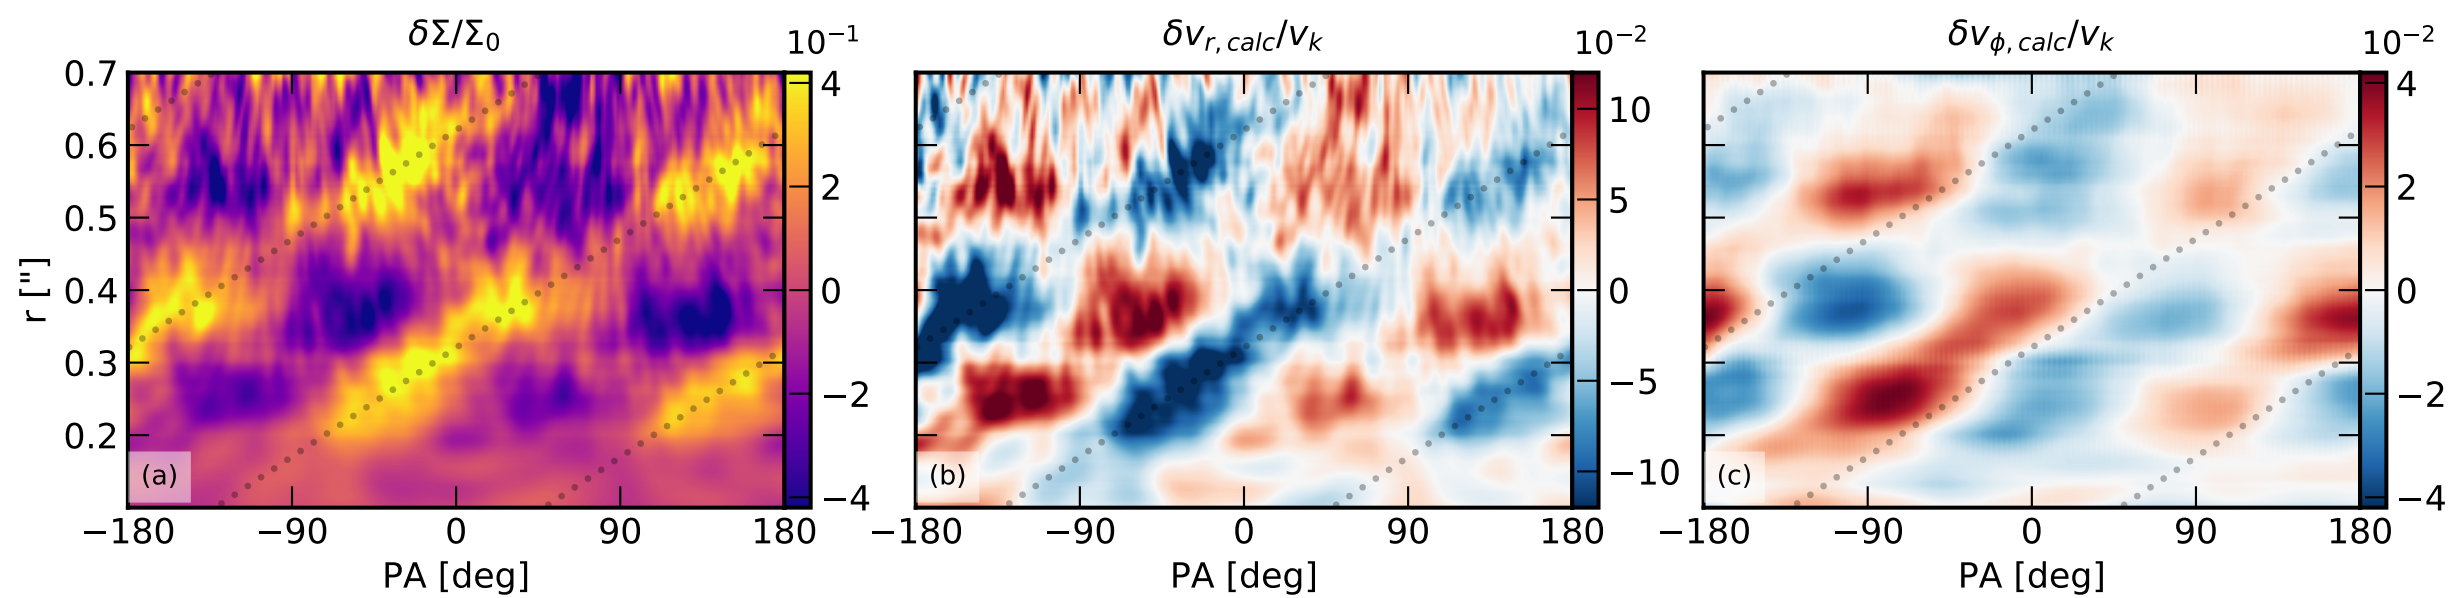 δΣ/Σ₀
10⁻¹
0.7
0.6
0.5
0.4
0.3
0.2
r ["]
4
2
0
−2
−4
(a)
−180 −90 0 90 180
PA [deg]
δv_{r, calc}/v_k
10⁻²
10
5
0
−5
−10
(b)
−180 −90 0 90 180
PA [deg]
δv_{ϕ, calc}/v_k
10⁻²
4
2
0
−2
−4
(c)
−180 −90 0 90 180
PA [deg]